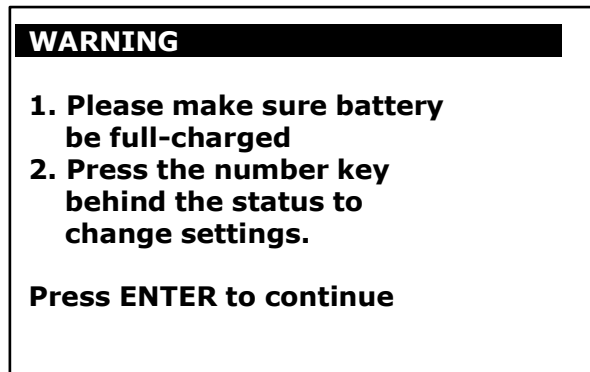 WARNING
1. Please make sure battery
be full-charged
2. Press the number key
behind the status to
change settings.
Press ENTER to continue